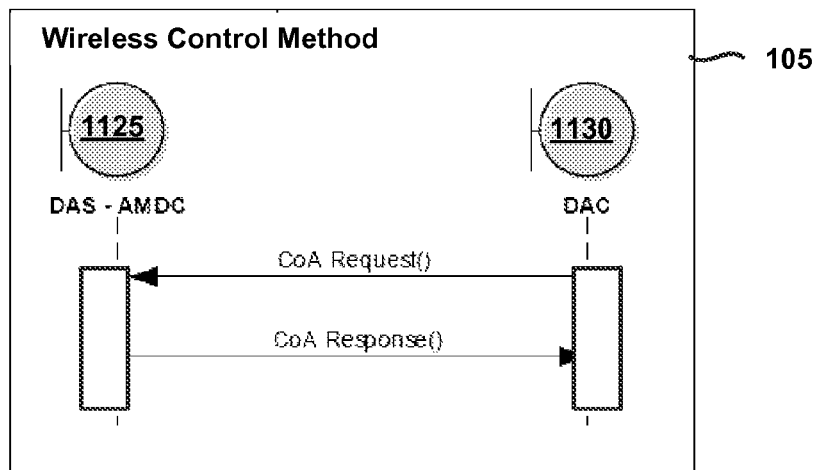 Wireless Control Method
105
1125
1130
DAS - AMDC
DAC
CoA Request()
CoA Response()